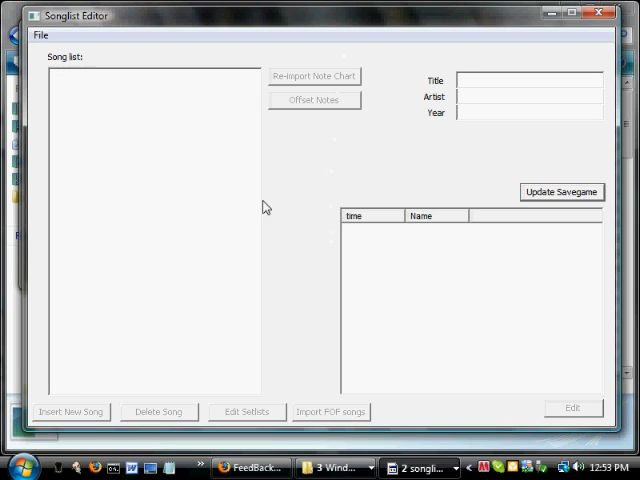 Songlist Editor
File
Song list:
Re-import Note Chart
Offset Notes
Title
Artist
Year
Update Savegame
time Name
Insert New Song Delete Song Edit Setlists Import FOF songs Edit
FeedBack... 3 Wind... 2 songli... 12:53 PM